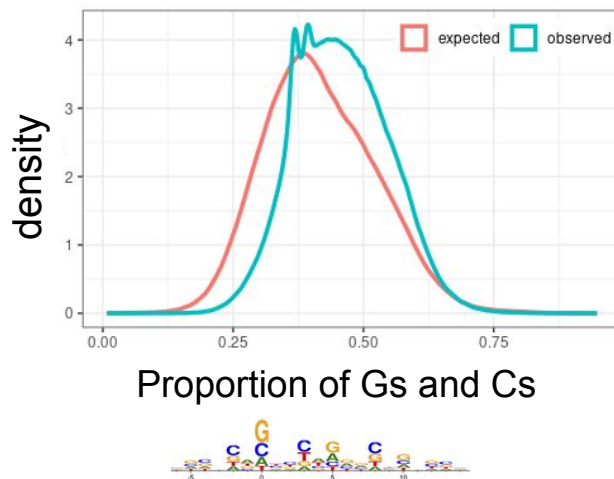 expected observed
4
3
2
1
0
density
0.00 0.25 0.50 0.75
Proportion of Gs and Cs
G
C C C G C